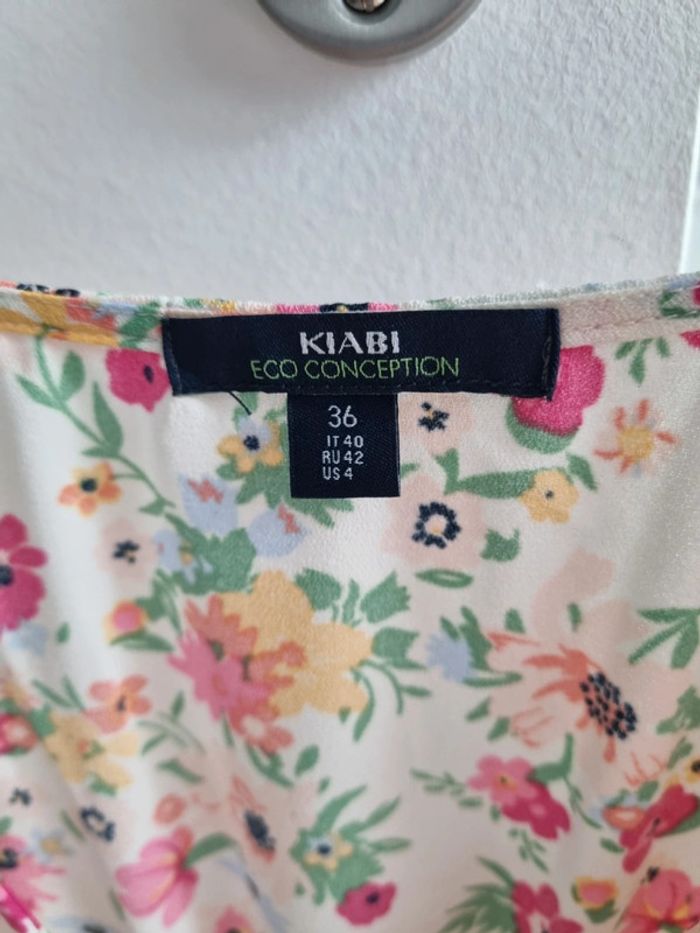 KIABI
ECO CONCEPTION
36
IT 40
RU 42
US 4